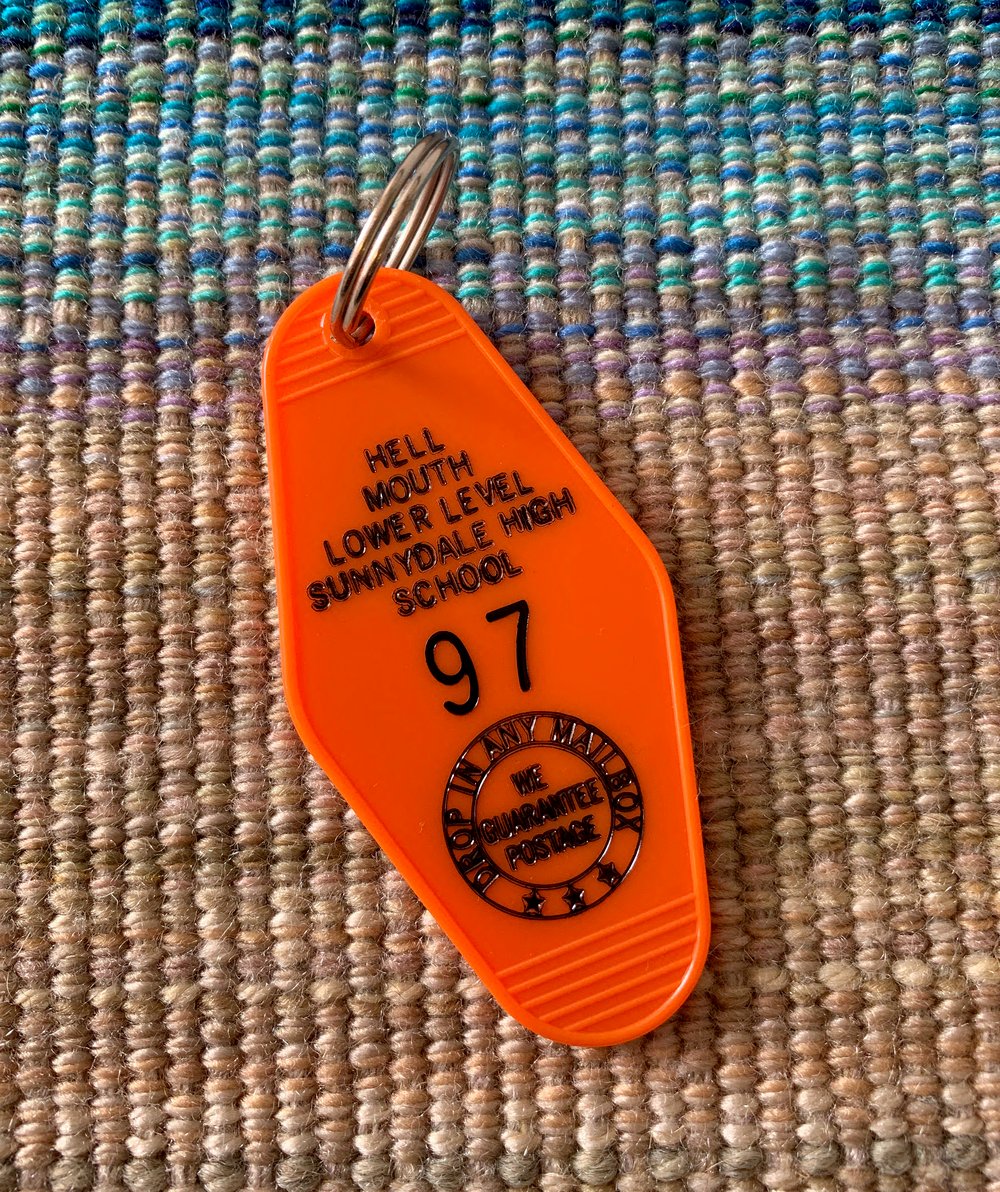 HELL
MOUTH
LOWER LEVEL
SUNNYDALE HIGH
SCHOOL
97
DROP IN ANY MAIL BOX
WE
GUARANTEE
POSTAGE